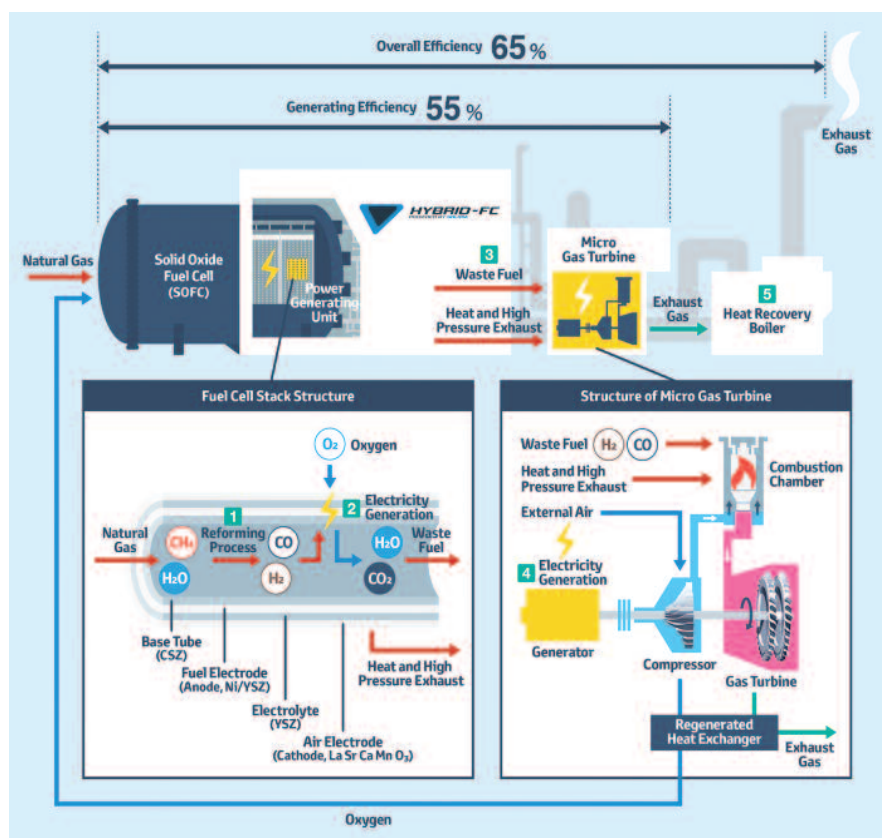 Overall Efficiency 65 %
Generating Efficiency 55 %
Exhaust
Gas
HYBRID-FC
Natural Gas
Solid Oxide
Fuel Cell
(SOFC)
Power
Generating
Unit
3
Waste Fuel
Heat and High
Pressure Exhaust
Micro
Gas Turbine
Exhaust
Gas
5
Heat Recovery
Boiler
Fuel Cell Stack Structure
O2 Oxygen
1
Reforming
Process
2 Electricity
Generation
Natural
Gas
CH4
H2O
CO
H2
H2O
CO2
Waste
Fuel
Base Tube
(CSZ)
Fuel Electrode
(Anode, Ni/YSZ)
Electrolyte
(YSZ)
Air Electrode
(Cathode, La Sr Ca Mn O3)
Heat and High
Pressure Exhaust
Structure of Micro Gas Turbine
Waste Fuel H2 CO
Heat and High
Pressure Exhaust
External Air
Combustion
Chamber
4 Electricity
Generation
Generator
Compressor
Gas Turbine
Regenerated
Heat Exchanger
Exhaust
Gas
Oxygen